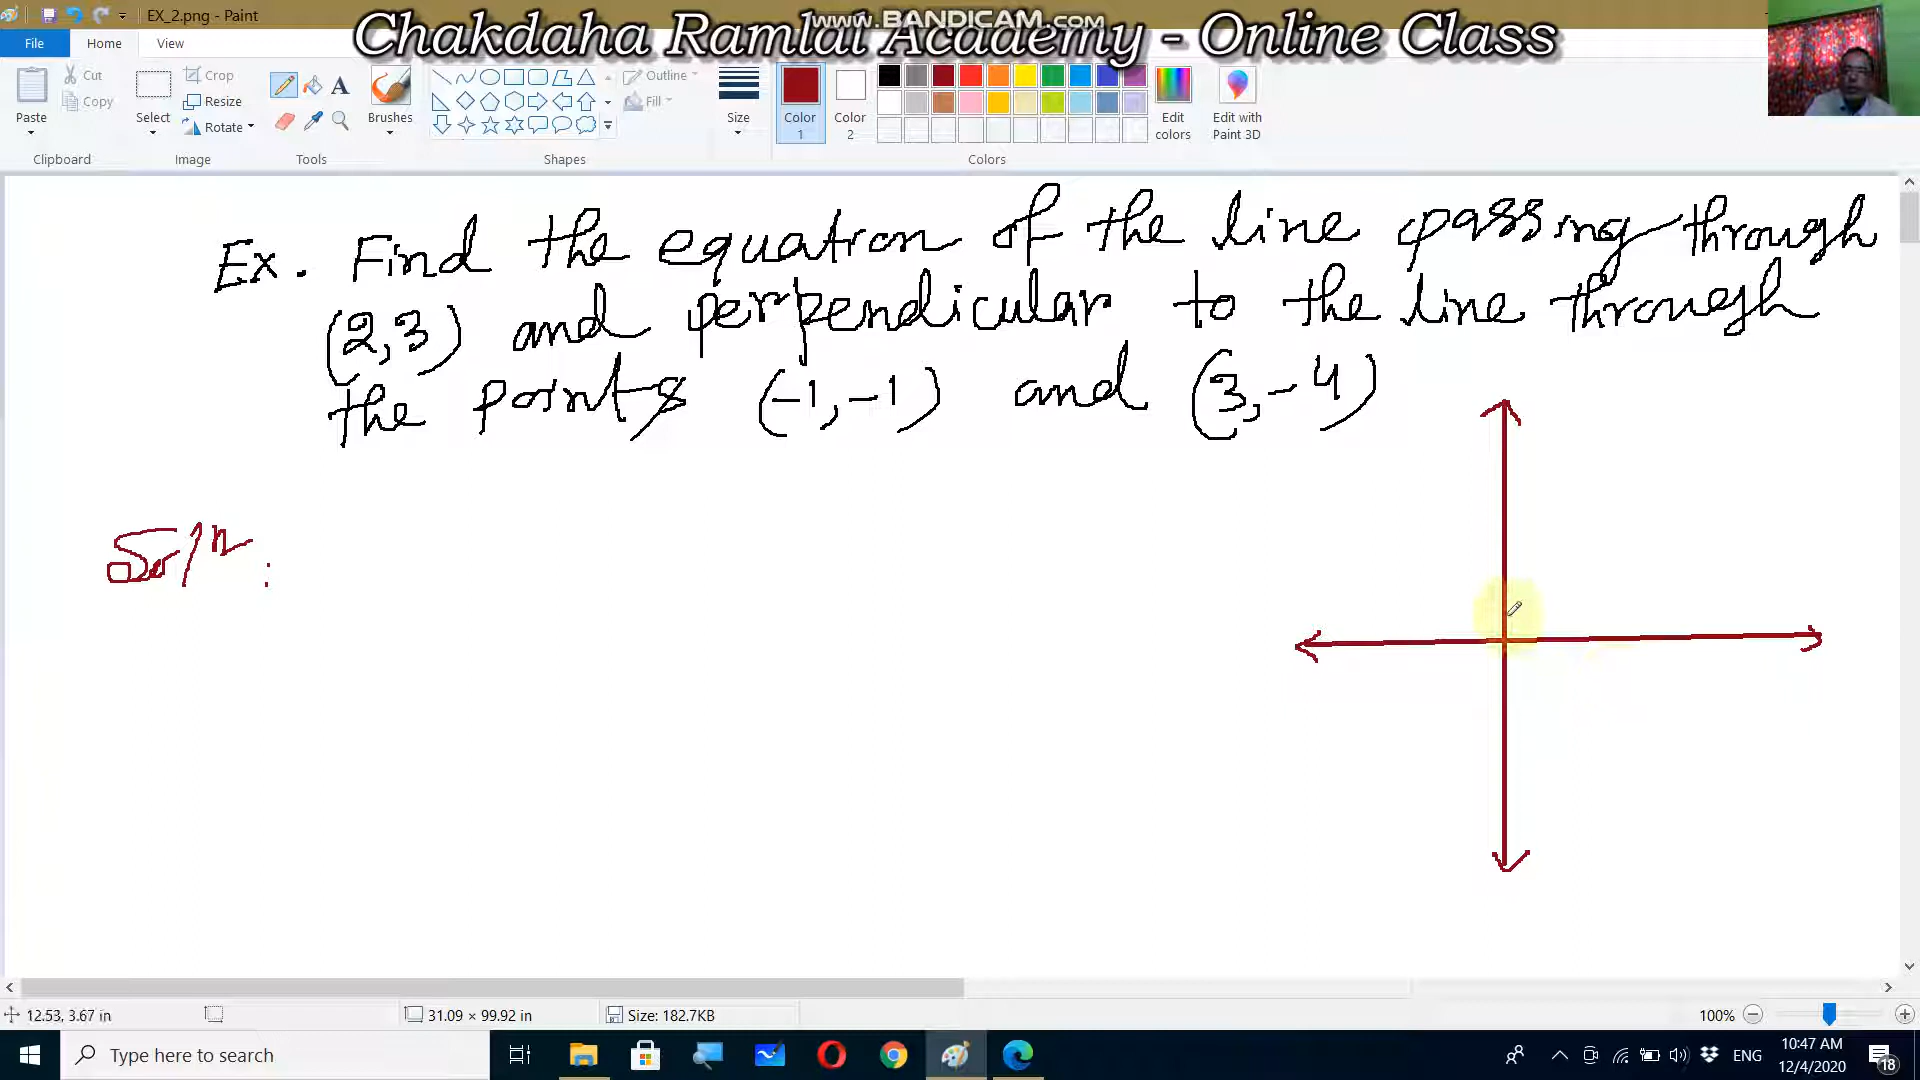 EX_2.png - Paint
www.BANDICAM.com
Chakdaha Ramlal Academy - Online Class
File Home View
Paste
Cut
Copy
Clipboard
Select
Crop
Resize
Rotate
Image
Tools
Brushes
Outline
Fill
Shapes
Size
Color 1
Color 2
Edit colors
Edit with Paint 3D
Colors
Ex. Find the equation of the line passing through
(2,3) and perpendicular to the line through
the points (-1,-1) and (3,-4)
Solⁿ:
12.53, 3.67 in
31.09 × 99.92 in
Size: 182.7KB
100%
Type here to search
ENG
10:47 AM
12/4/2020
18